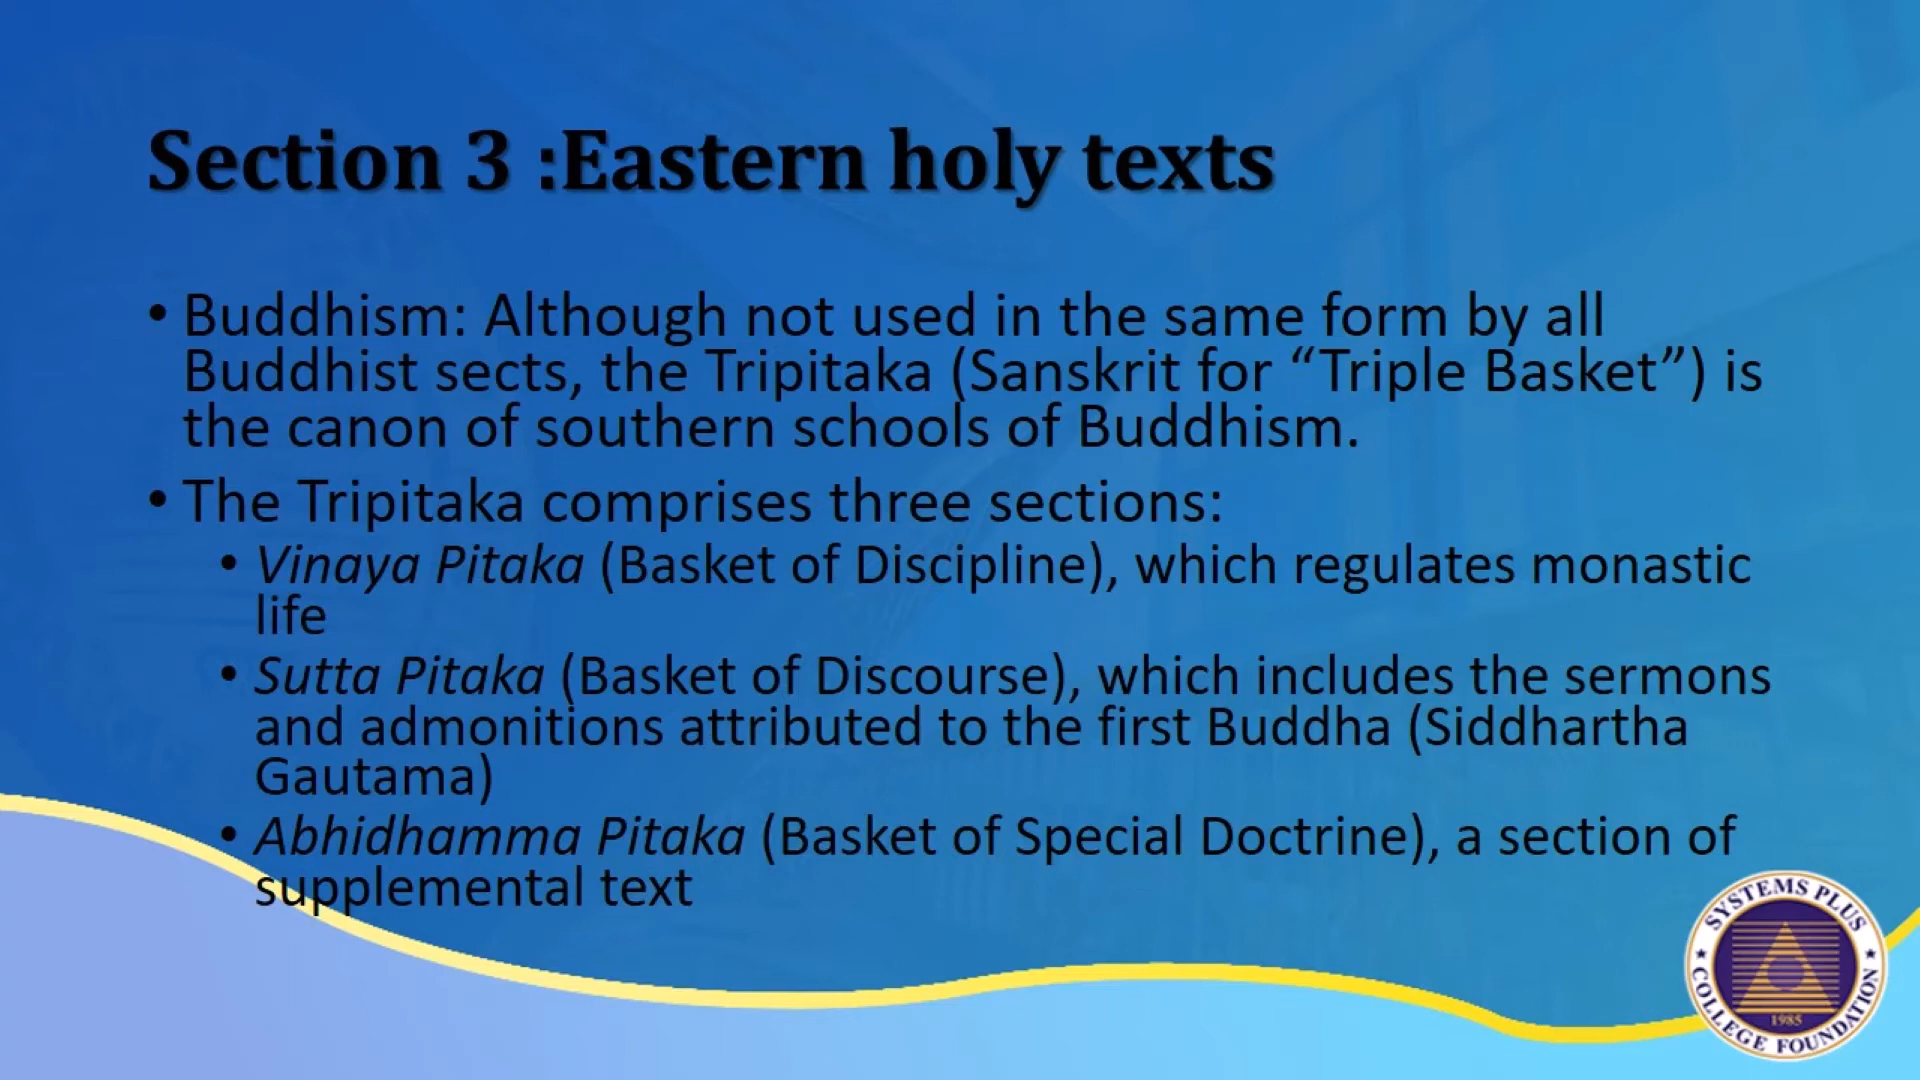 Section 3 :Eastern holy texts
• Buddhism: Although not used in the same form by all
Buddhist sects, the Tripitaka (Sanskrit for “Triple Basket”) is
the canon of southern schools of Buddhism.
• The Tripitaka comprises three sections:
• Vinaya Pitaka (Basket of Discipline), which regulates monastic
life
• Sutta Pitaka (Basket of Discourse), which includes the sermons
and admonitions attributed to the first Buddha (Siddhartha
Gautama)
• Abhidhamma Pitaka (Basket of Special Doctrine), a section of
supplemental text
SYSTEMS PLUS
COLLEGE FOUNDATION
1985